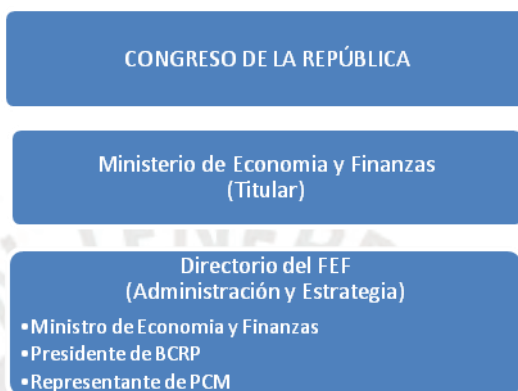 CONGRESO DE LA REPÚBLICA
Ministerio de Economia y Finanzas
(Titular)
Directorio del FEF
(Administración y Estrategia)
•Ministro de Economia y Finanzas
•Presidente de BCRP
•Representante de PCM